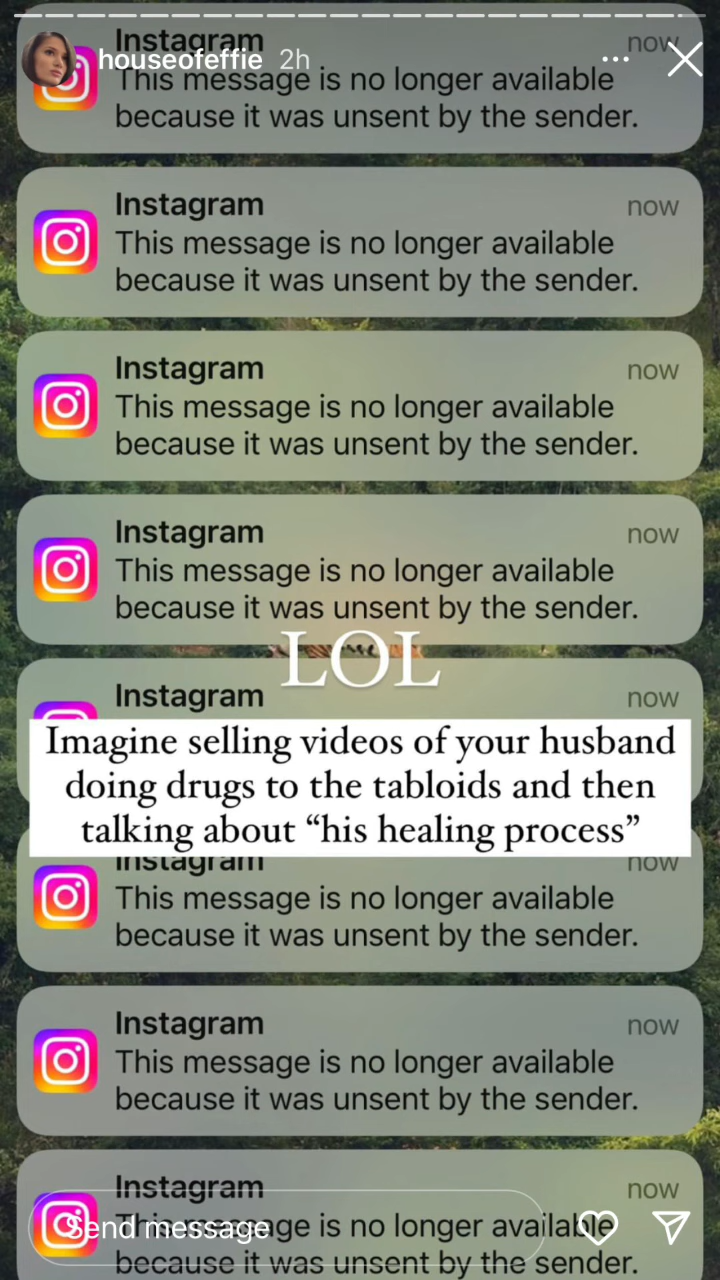 Instagram now
houseofeffie 2h
This message is no longer available
because it was unsent by the sender.
Instagram now
This message is no longer available
because it was unsent by the sender.
Instagram now
This message is no longer available
because it was unsent by the sender.
Instagram now
This message is no longer available
because it was unsent by the sender.
LOL
Instagram now
Imagine selling videos of your husband
doing drugs to the tabloids and then
talking about “his healing process”
Instagram now
This message is no longer available
because it was unsent by the sender.
Instagram now
This message is no longer available
because it was unsent by the sender.
Instagram now
Send message
This message is no longer available
because it was unsent by the sender.